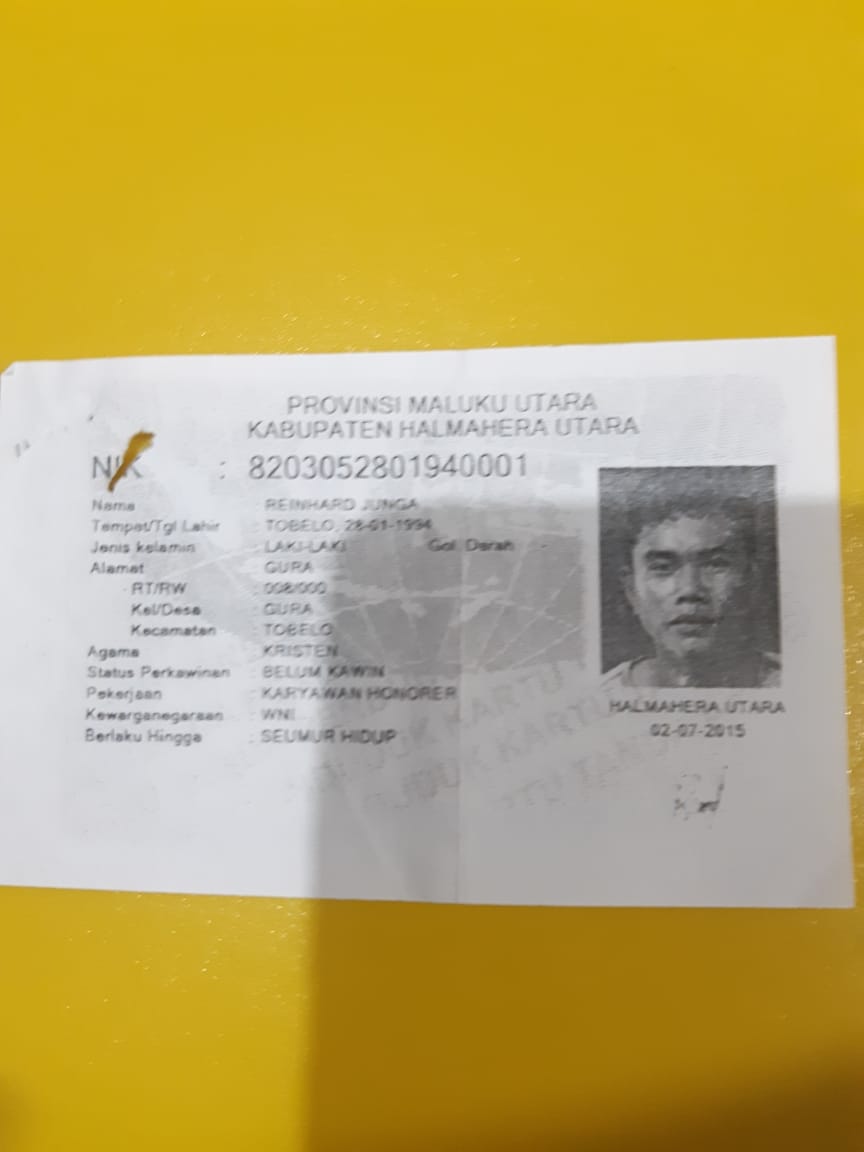 PROVINSI MALUKU UTARA
KABUPATEN HALMAHERA UTARA
NIK : 8203052801940001
Nama : REINHARD JUNGA
Tempat/Tgl Lahir : TOBELO, 28-01-1994
Jenis kelamin : LAKI-LAKI Gol. Darah -
Alamat : GURA
RT/RW : 008/000
Kel/Desa : GURA
Kecamatan : TOBELO
Agama : KRISTEN
Status Perkawinan : BELUM KAWIN
Pekerjaan : KARYAWAN HONORER
Kewarganegaraan : WNI
Berlaku Hingga : SEUMUR HIDUP
HALMAHERA UTARA
02-07-2015